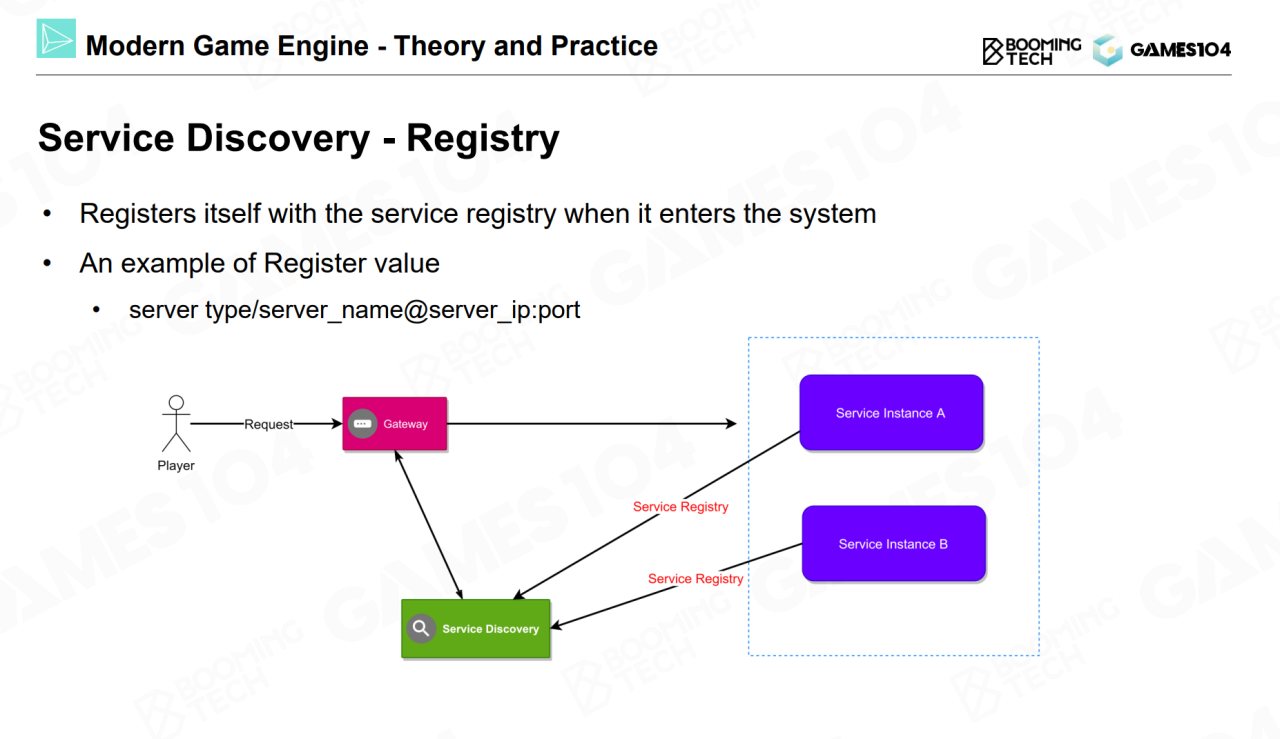 Modern Game Engine - Theory and Practice
BOOMING
TECH
GAMES104
Service Discovery - Registry
• Registers itself with the service registry when it enters the system
• An example of Register value
• server type/server_name@server_ip:port
Player
Request
Gateway
Service Instance A
Service Registry
Service Instance B
Service Registry
Service Discovery